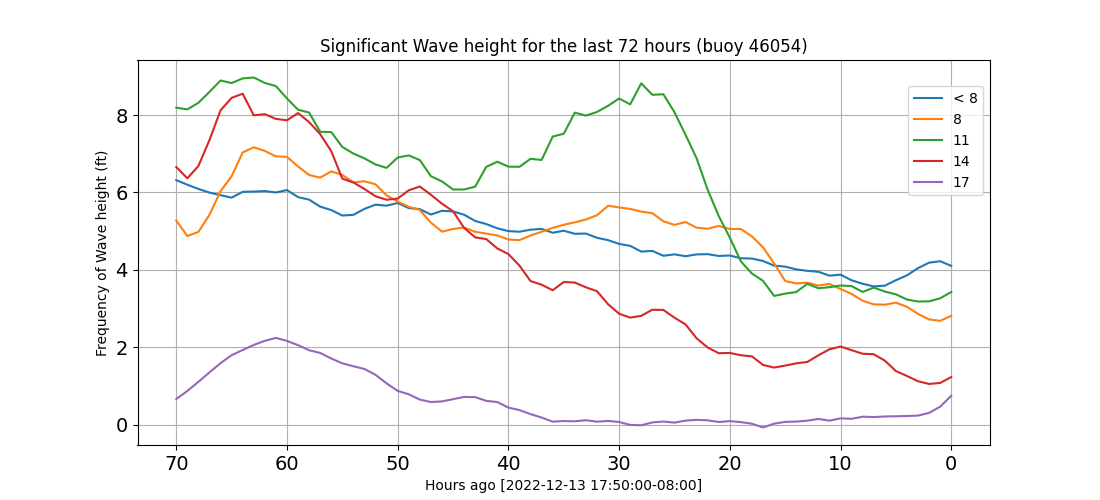 Significant Wave height for the last 72 hours (buoy 46054)
Frequency of Wave height (ft)
8
6
4
2
0
< 8
8
11
14
17
70 60 50 40 30 20 10 0
Hours ago [2022-12-13 17:50:00-08:00]